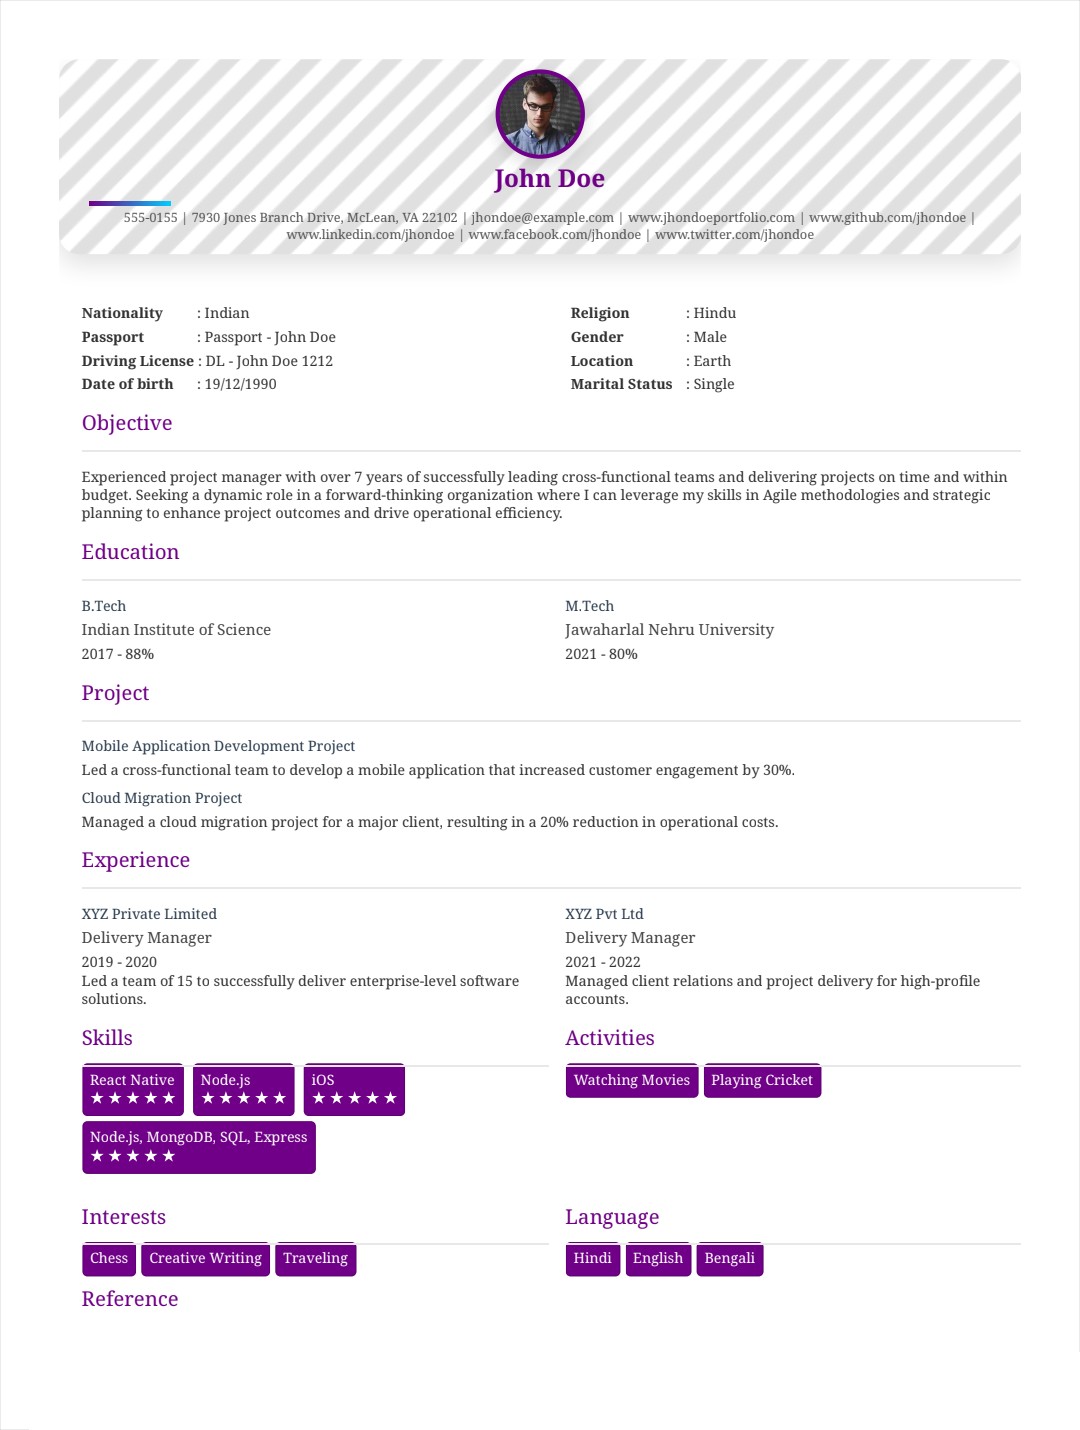 John Doe
555-0155 | 7930 Jones Branch Drive, McLean, VA 22102 | jhondoe@example.com | www.jhondoeportfolio.com | www.github.com/jhondoe |
www.linkedin.com/jhondoe | www.facebook.com/jhondoe | www.twitter.com/jhondoe
Nationality : Indian
Religion : Hindu
Passport : Passport - John Doe
Gender : Male
Driving License : DL - John Doe 1212
Location : Earth
Date of birth : 19/12/1990
Marital Status : Single
Objective
Experienced project manager with over 7 years of successfully leading cross-functional teams and delivering projects on time and within
budget. Seeking a dynamic role in a forward-thinking organization where I can leverage my skills in Agile methodologies and strategic
planning to enhance project outcomes and drive operational efficiency.
Education
B.Tech
Indian Institute of Science
2017 - 88%
M.Tech
Jawaharlal Nehru University
2021 - 80%
Project
Mobile Application Development Project
Led a cross-functional team to develop a mobile application that increased customer engagement by 30%.
Cloud Migration Project
Managed a cloud migration project for a major client, resulting in a 20% reduction in operational costs.
Experience
XYZ Private Limited
Delivery Manager
2019 - 2020
Led a team of 15 to successfully deliver enterprise-level software
solutions.
XYZ Pvt Ltd
Delivery Manager
2021 - 2022
Managed client relations and project delivery for high-profile
accounts.
Skills
React Native
★★★★★
Node.js
★★★★★
iOS
★★★★★
Node.js, MongoDB, SQL, Express
★★★★★
Activities
Watching Movies
Playing Cricket
Interests
Chess
Creative Writing
Traveling
Language
Hindi
English
Bengali
Reference